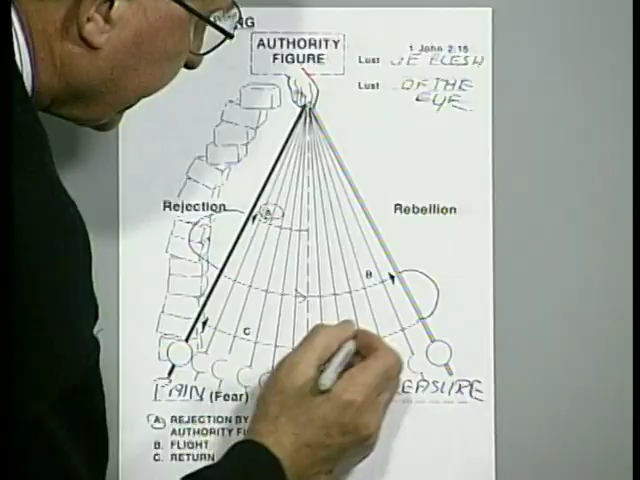 NG
AUTHORITY
FIGURE
1 John 2:16
Lust
FLESH
Lust OF THE
EYE
Rejection
A
Rebellion
B
C
PAIN (Fear)
EASURE
A. REJECTION BY
AUTHORITY FI
B. FLIGHT
C. RETURN